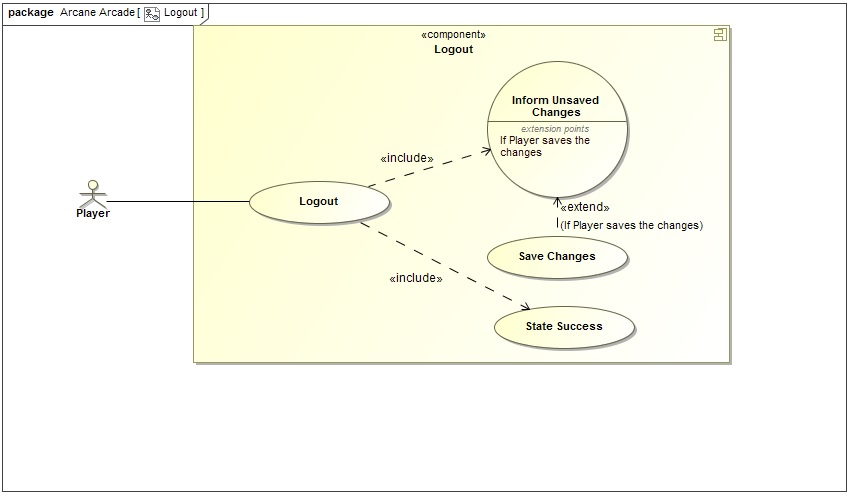 package Arcane Arcade [ Logout ]
«component»
Logout
Inform Unsaved
Changes
extension points
If Player saves the
changes
«include»
Logout
Player
«extend»
(If Player saves the changes)
Save Changes
«include»
State Success